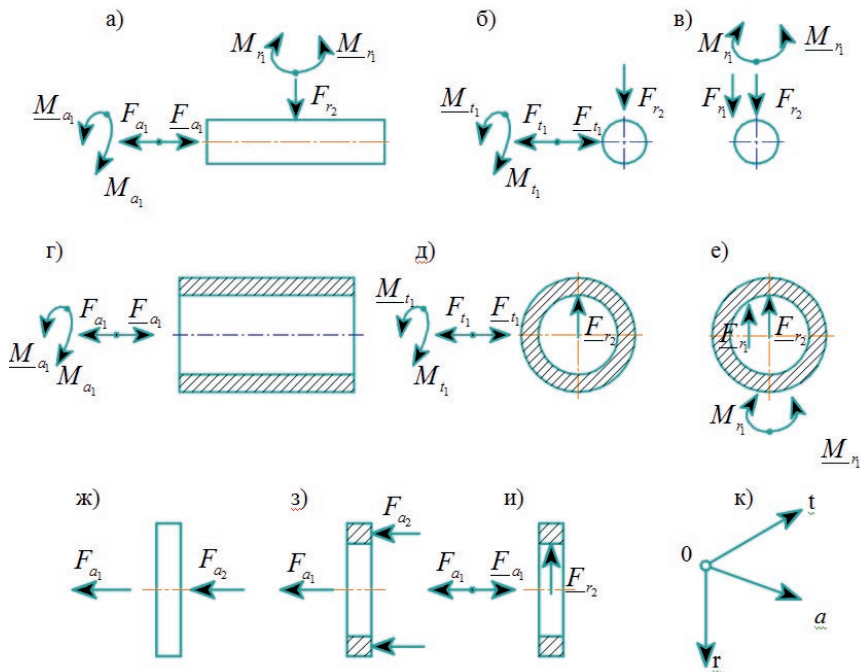 а) б) в)
M_r1 M_r1 F_r2
M_a1 F_a1 F_a1 M_a1
M_t1 F_t1 F_t1 M_t1 F_r2
M_r1 M_r1 F_r1 F_r2
г) д) е)
F_a1 F_a1 M_a1 M_a1
M_t1 F_t1 F_t1 M_t1 F_r2
F_r1 F_r2 M_r1 M_r1
ж) з) и) к)
F_a1 F_a2
F_a1 F_a2
F_a1 F_a1 F_r2
0 t a r